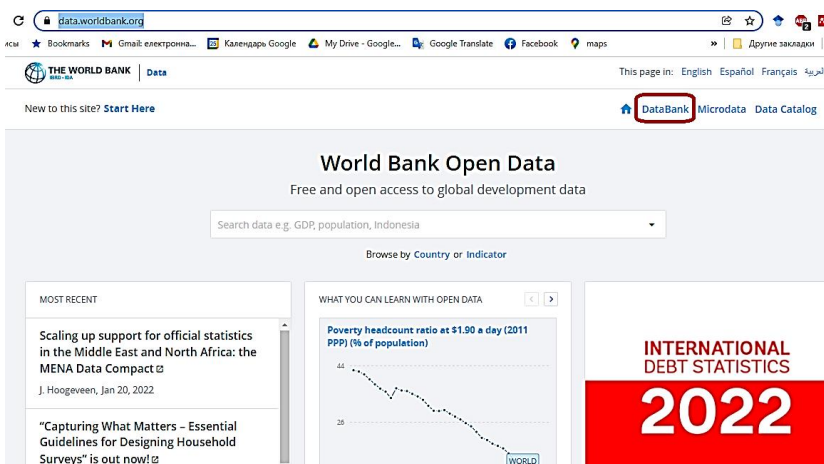 data.worldbank.org
исы Bookmarks Gmail: електронна... Календарь Google My Drive - Google... Google Translate Facebook maps » Другие закладки
THE WORLD BANK Data
IBRD • IDA
This page in: English Español Français العربية
New to this site? Start Here
DataBank Microdata Data Catalog
World Bank Open Data
Free and open access to global development data
Search data e.g. GDP, population, Indonesia
Browse by Country or Indicator
MOST RECENT
Scaling up support for official statistics
in the Middle East and North Africa: the
MENA Data Compact
J. Hoogeveen, Jan 20, 2022
“Capturing What Matters – Essential
Guidelines for Designing Household
Surveys” is out now!
WHAT YOU CAN LEARN WITH OPEN DATA
Poverty headcount ratio at $1.90 a day (2011
PPP) (% of population)
44
26
WORLD
INTERNATIONAL
DEBT STATISTICS
2022